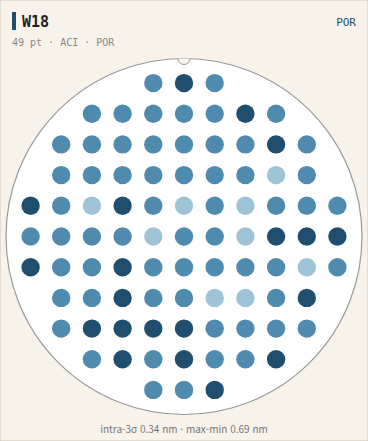 W18
POR
49 pt · ACI · POR
intra-3σ 0.34 nm · max-min 0.69 nm